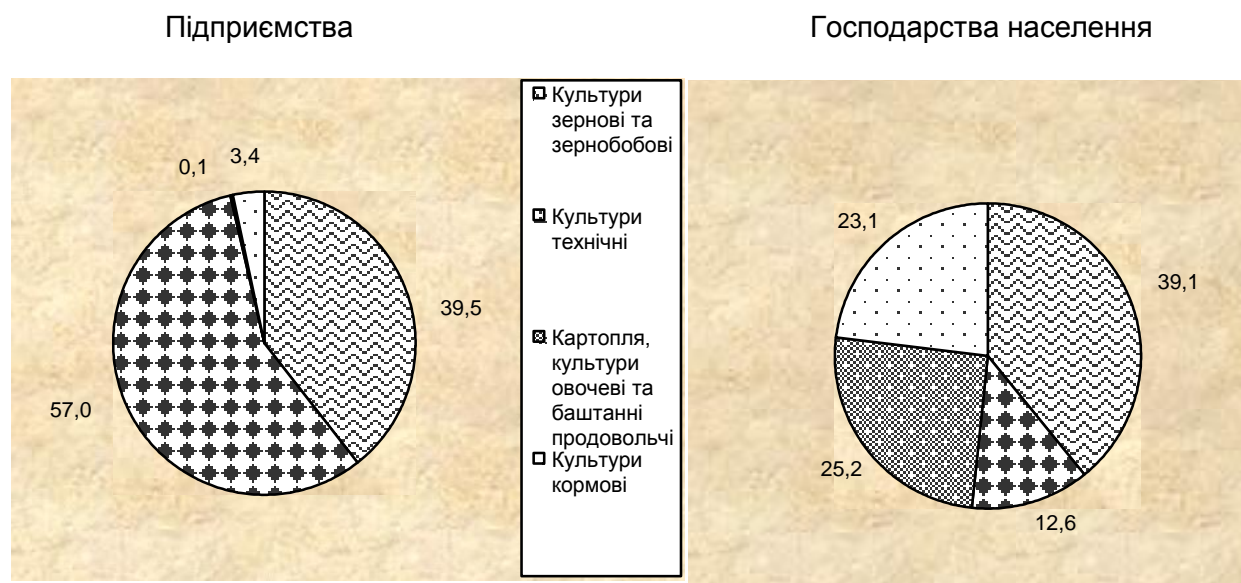 Підприємства
Господарства населення
0,1
3,4
39,5
57,0
Культури
зернові та
зернобобові
Культури
технічні
Картопля,
культури
овочеві та
баштанні
продовольчі
Культури
кормові
23,1
39,1
25,2
12,6